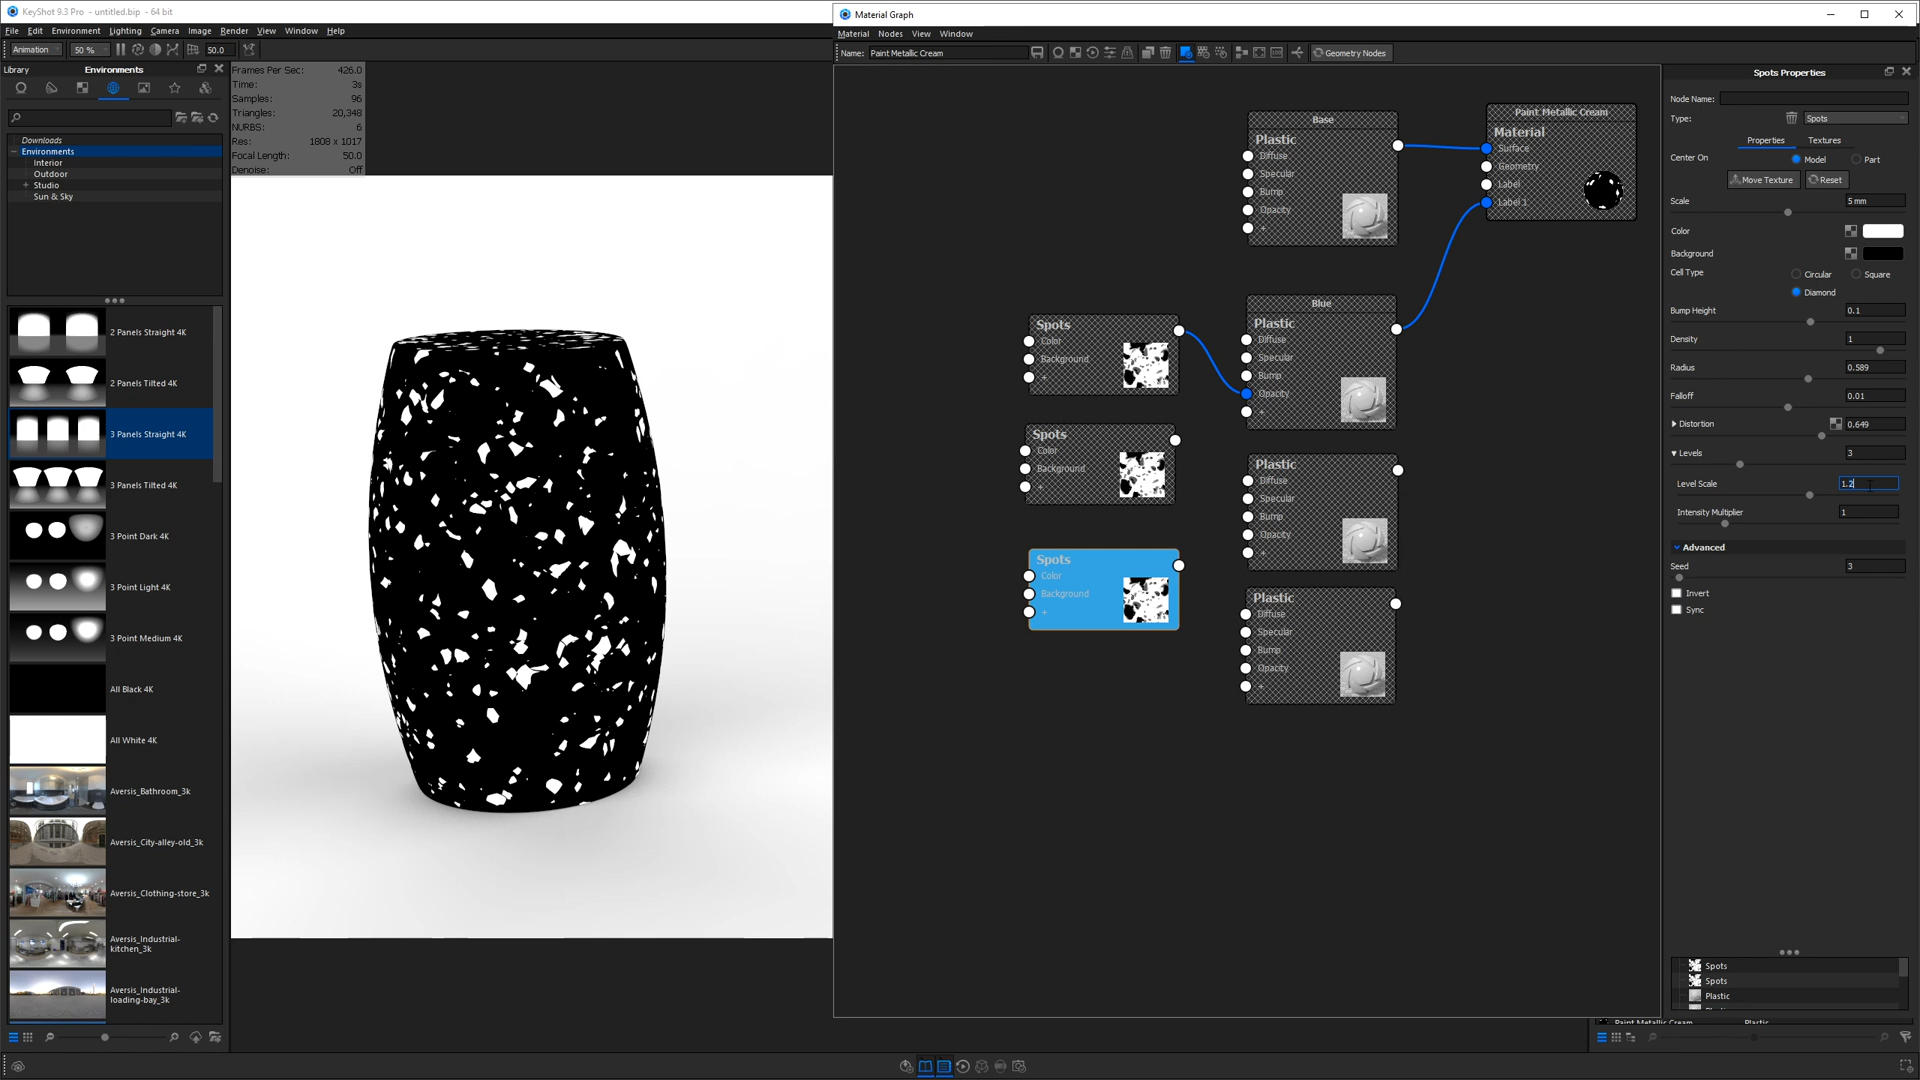 KeyShot 9.3 Pro - untitled.bip - 64 bit
File Edit Environment Lighting Camera Image Render View Window Help
Animation 50 % 50.0
Library Environments
Downloads
Environments
Interior
Outdoor
Studio
Sun & Sky
2 Panels Straight 4K
2 Panels Tilted 4K
3 Panels Straight 4K
3 Panels Tilted 4K
3 Point Dark 4K
3 Point Light 4K
3 Point Medium 4K
All Black 4K
All White 4K
Aversis_Bathroom_3k
Aversis_City-alley-old_3k
Aversis_Clothing-store_3k
Aversis_Industrial-
kitchen_3k
Aversis_Industrial-
loading-bay_3k
Frames Per Sec: 426.0
Time: 3s
Samples: 96
Triangles: 20,348
NURBS: 6
Res: 1808 x 1017
Focal Length: 50.0
Denoise: Off
Material Graph
Material Nodes View Window
Name: Paint Metallic Cream
Geometry Nodes
Base
Plastic
Diffuse
Specular
Bump
Opacity
+
Paint Metallic Cream
Material
Surface
Geometry
Label
Label 1
Spots
Color
Background
+
Blue
Plastic
Diffuse
Specular
Bump
Opacity
+
Spots
Color
Background
+
Plastic
Diffuse
Specular
Bump
Opacity
+
Spots
Color
Background
+
Plastic
Diffuse
Specular
Bump
Opacity
+
Spots Properties
Node Name:
Type: Spots
Properties Textures
Center On Model Part
Move Texture Reset
Scale 5 mm
Color
Background
Cell Type Circular Square
Diamond
Bump Height 0.1
Density 1
Radius 0.589
Falloff 0.01
Distortion 0.649
Levels 3
Level Scale 1.2
Intensity Multiplier 1
Advanced
Seed 3
Invert
Sync
Spots
Spots
Plastic
Paint Metallic Cream Plastic